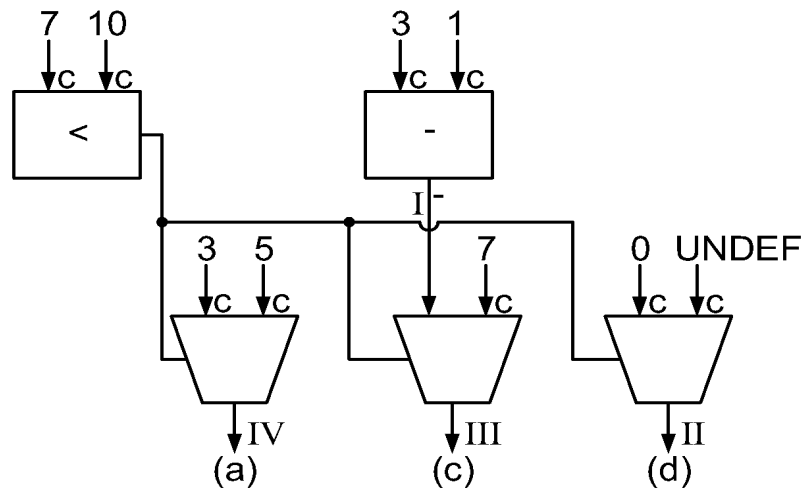 7 10 3 1
c c c c
< -
I -
3 5 7 0 UNDEF
c c c c c
IV III II
(a) (c) (d)